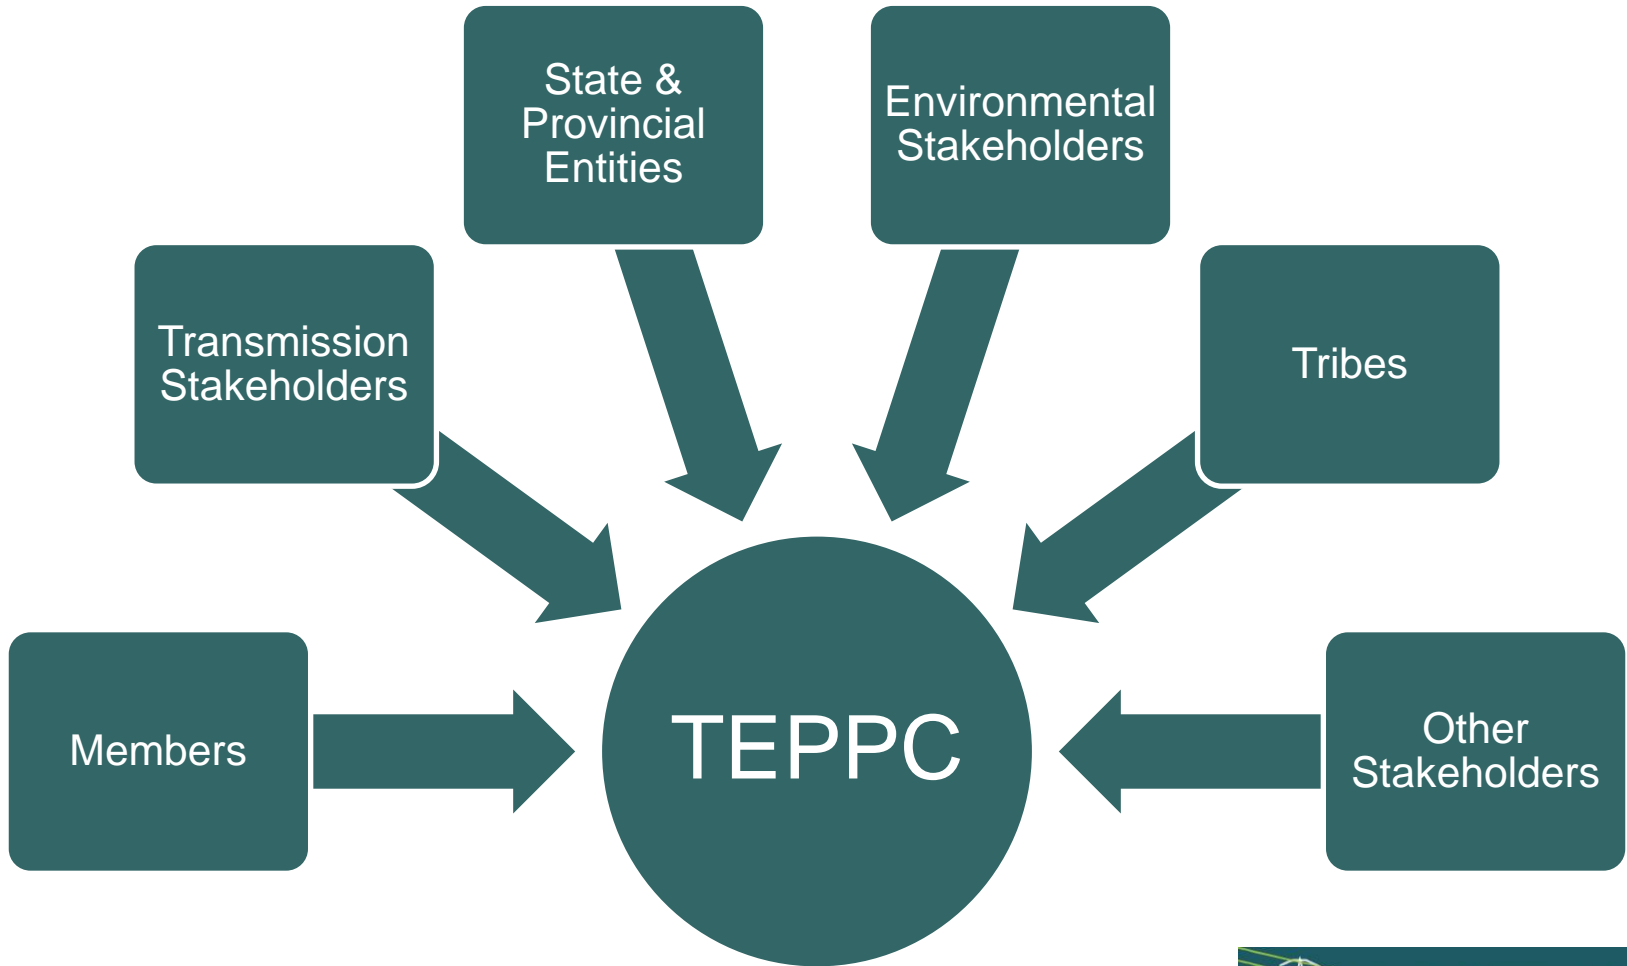 State &
Provincial
Entities
Environmental
Stakeholders
Transmission
Stakeholders
Tribes
Members
TEPPC
Other
Stakeholders